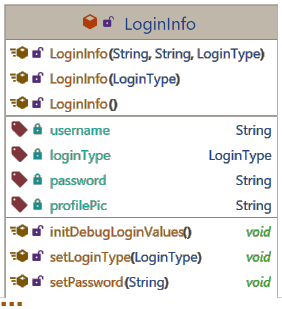 LoginInfo
LoginInfo(String, String, LoginType)
LoginInfo(LoginType)
LoginInfo()
username String
loginType LoginType
password String
profilePic String
initDebugLoginValues() void
setLoginType(LoginType) void
setPassword(String) void